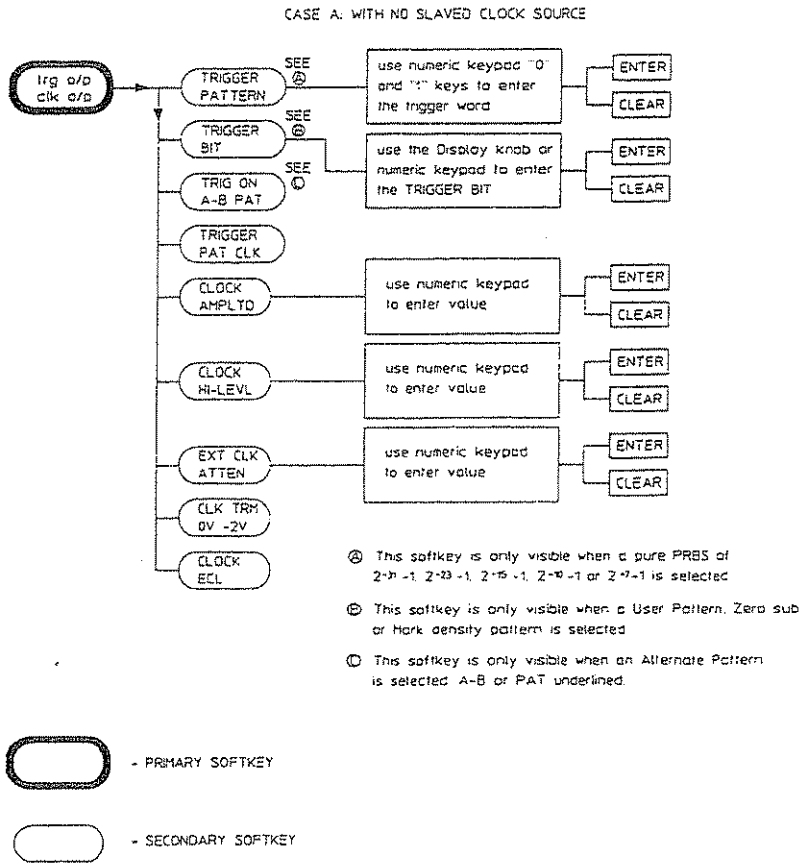 CASE A: WITH NO SLAVED CLOCK SOURCE
trg o/p
clk o/p
TRIGGER
PATTERN
SEE
Ⓐ
use numeric keypad "0"
and "1" keys to enter
the trigger word
ENTER
CLEAR
TRIGGER
BIT
SEE
Ⓑ
use the Display knob or
numeric keypad to enter
the TRIGGER BIT
ENTER
CLEAR
TRIG ON
A-B PAT
SEE
Ⓒ
TRIGGER
PAT CLK
CLOCK
AMPLTD
use numeric keypad
to enter value
ENTER
CLEAR
CLOCK
HI-LEVL
use numeric keypad
to enter value
ENTER
CLEAR
EXT CLK
ATTEN
use numeric keypad
to enter value
ENTER
CLEAR
CLK TRM
0V -2V
CLOCK
ECL
Ⓐ This softkey is only visible when a pure PRBS of
2^31 -1, 2^23 -1, 2^15 -1, 2^10 -1 or 2^7-1 is selected
Ⓑ This softkey is only visible when a User Pattern, Zero sub
or Mark density pattern is selected
Ⓒ This softkey is only visible when an Alternate Pattern
is selected A-B or PAT underlined.
- PRIMARY SOFTKEY
- SECONDARY SOFTKEY